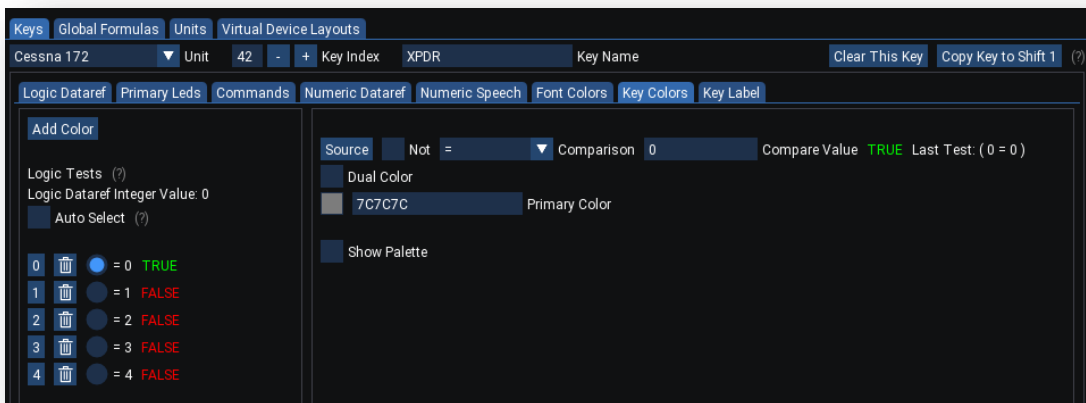 Keys Global Formulas Units Virtual Device Layouts
Cessna 172 Unit 42 - + Key Index XPDR Key Name Clear This Key Copy Key to Shift 1 (?)
Logic Dataref Primary Leds Commands Numeric Dataref Numeric Speech Font Colors Key Colors Key Label
Add Color
Logic Tests (?)
Logic Dataref Integer Value: 0
Auto Select (?)
0 = 0 TRUE
1 = 1 FALSE
2 = 2 FALSE
3 = 3 FALSE
4 = 4 FALSE
Source Not = Comparison 0 Compare Value TRUE Last Test: ( 0 = 0 )
Dual Color
7C7C7C Primary Color
Show Palette